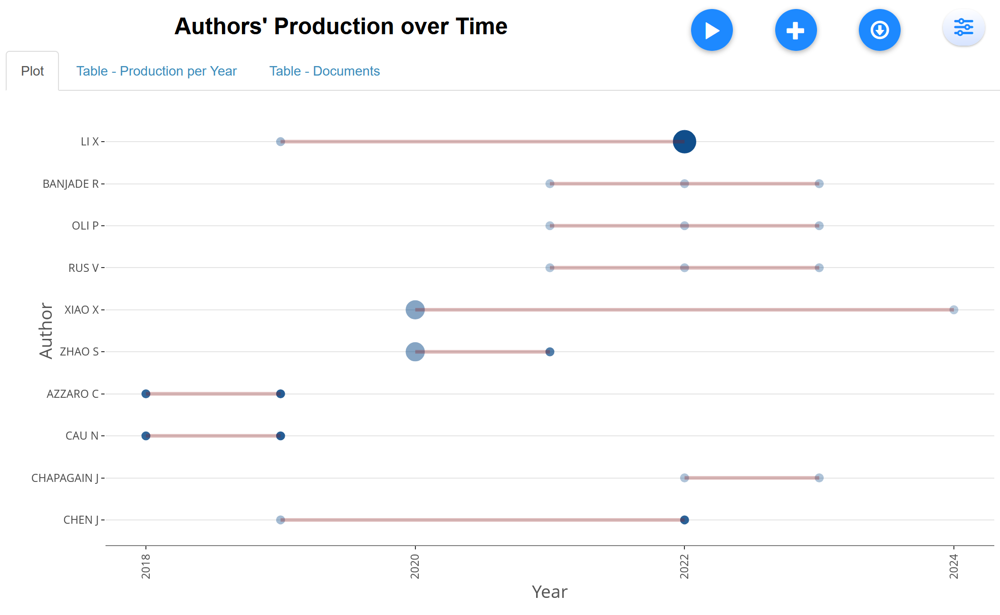 Authors' Production over Time
Plot
Table - Production per Year
Table - Documents
LI X
BANJADE R
OLI P
RUS V
XIAO X
ZHAO S
AZZARO C
CAU N
CHAPAGAIN J
CHEN J
Author
2018
2020
2022
2024
Year